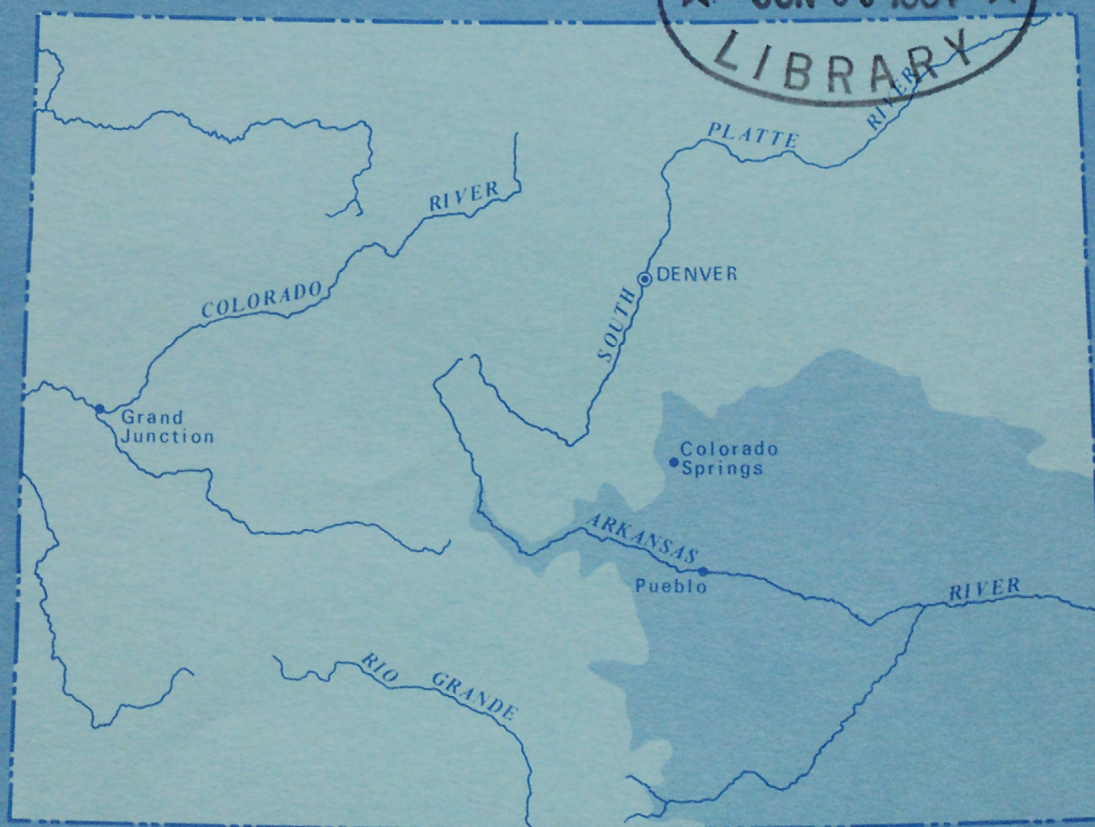 LIBRARY
PLATTE
RIVER
RIVER
COLORADO
DENVER
SOUTH
Grand
Junction
Colorado
Springs
ARKANSAS
Pueblo
RIVER
RIO GRANDE